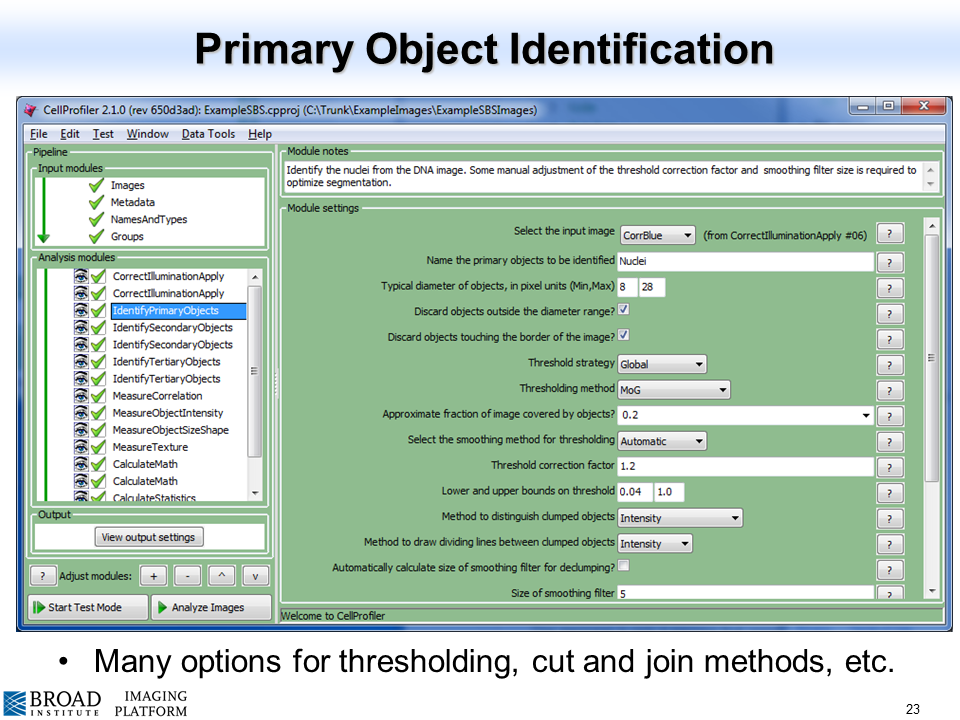 Primary Object Identification
CellProfiler 2.1.0 (rev 650d3ad): ExampleSBS.cpproj (C:\Trunk\ExampleImages\ExampleSBSImages)
File Edit Test Window Data Tools Help
Pipeline
Input modules
Images
Metadata
NamesAndTypes
Groups
Analysis modules
CorrectIlluminationApply
CorrectIlluminationApply
IdentifyPrimaryObjects
IdentifySecondaryObjects
IdentifySecondaryObjects
IdentifyTertiaryObjects
IdentifyTertiaryObjects
MeasureCorrelation
MeasureObjectIntensity
MeasureObjectSizeShape
MeasureTexture
CalculateMath
CalculateMath
CalculateStatistics
Output
View output settings
? Adjust modules: + - ^ v
Start Test Mode Analyze Images
Module notes
Identify the nuclei from the DNA image. Some manual adjustment of the threshold correction factor and smoothing filter size is required to
optimize segmentation.
Module settings
Select the input image CorrBlue (from CorrectIlluminationApply #06) ?
Name the primary objects to be identified Nuclei ?
Typical diameter of objects, in pixel units (Min,Max) 8 28 ?
Discard objects outside the diameter range? ?
Discard objects touching the border of the image? ?
Threshold strategy Global ?
Thresholding method MoG ?
Approximate fraction of image covered by objects? 0.2 ?
Select the smoothing method for thresholding Automatic ?
Threshold correction factor 1.2 ?
Lower and upper bounds on threshold 0.04 1.0 ?
Method to distinguish clumped objects Intensity ?
Method to draw dividing lines between clumped objects Intensity ?
Automatically calculate size of smoothing filter for declumping? ?
Size of smoothing filter 5 ?
Welcome to CellProfiler
• Many options for thresholding, cut and join methods, etc.
BROAD
INSTITUTE
IMAGING
PLATFORM
23